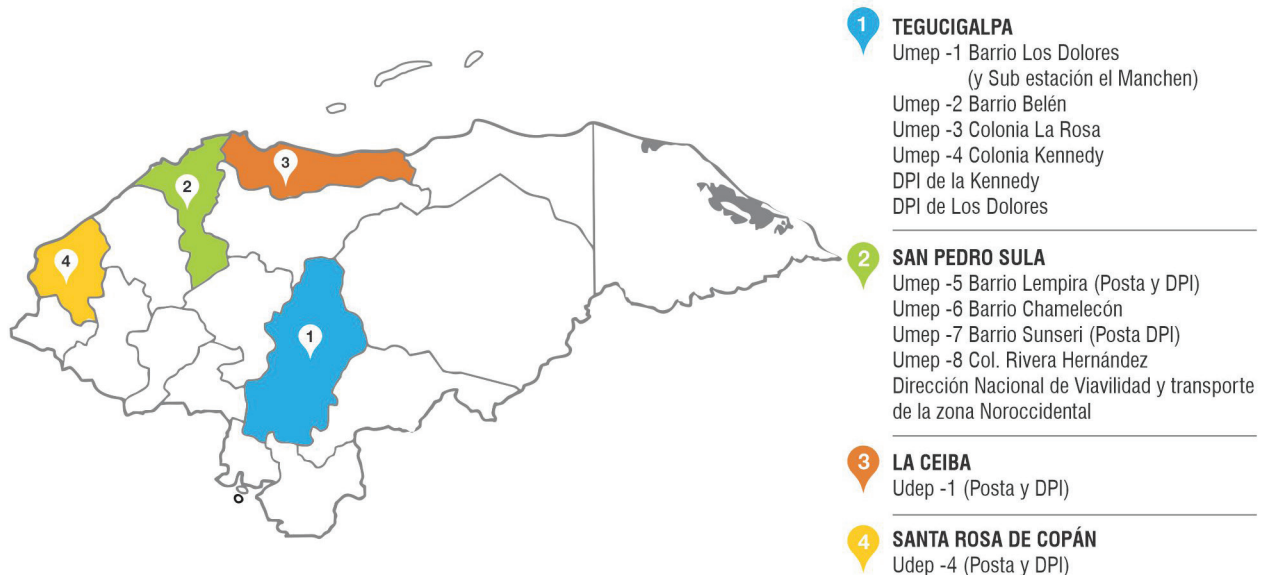 1 TEGUCIGALPA
Umep -1 Barrio Los Dolores
(y Sub estación el Manchen)
Umep -2 Barrio Belén
Umep -3 Colonia La Rosa
Umep -4 Colonia Kennedy
DPI de la Kennedy
DPI de Los Dolores
2 SAN PEDRO SULA
Umep -5 Barrio Lempira (Posta y DPI)
Umep -6 Barrio Chamelecón
Umep -7 Barrio Sunseri (Posta DPI)
Umep -8 Col. Rivera Hernández
Dirección Nacional de Viavilidad y transporte
de la zona Noroccidental
3 LA CEIBA
Udep -1 (Posta y DPI)
4 SANTA ROSA DE COPÁN
Udep -4 (Posta y DPI)
3
2
4
1